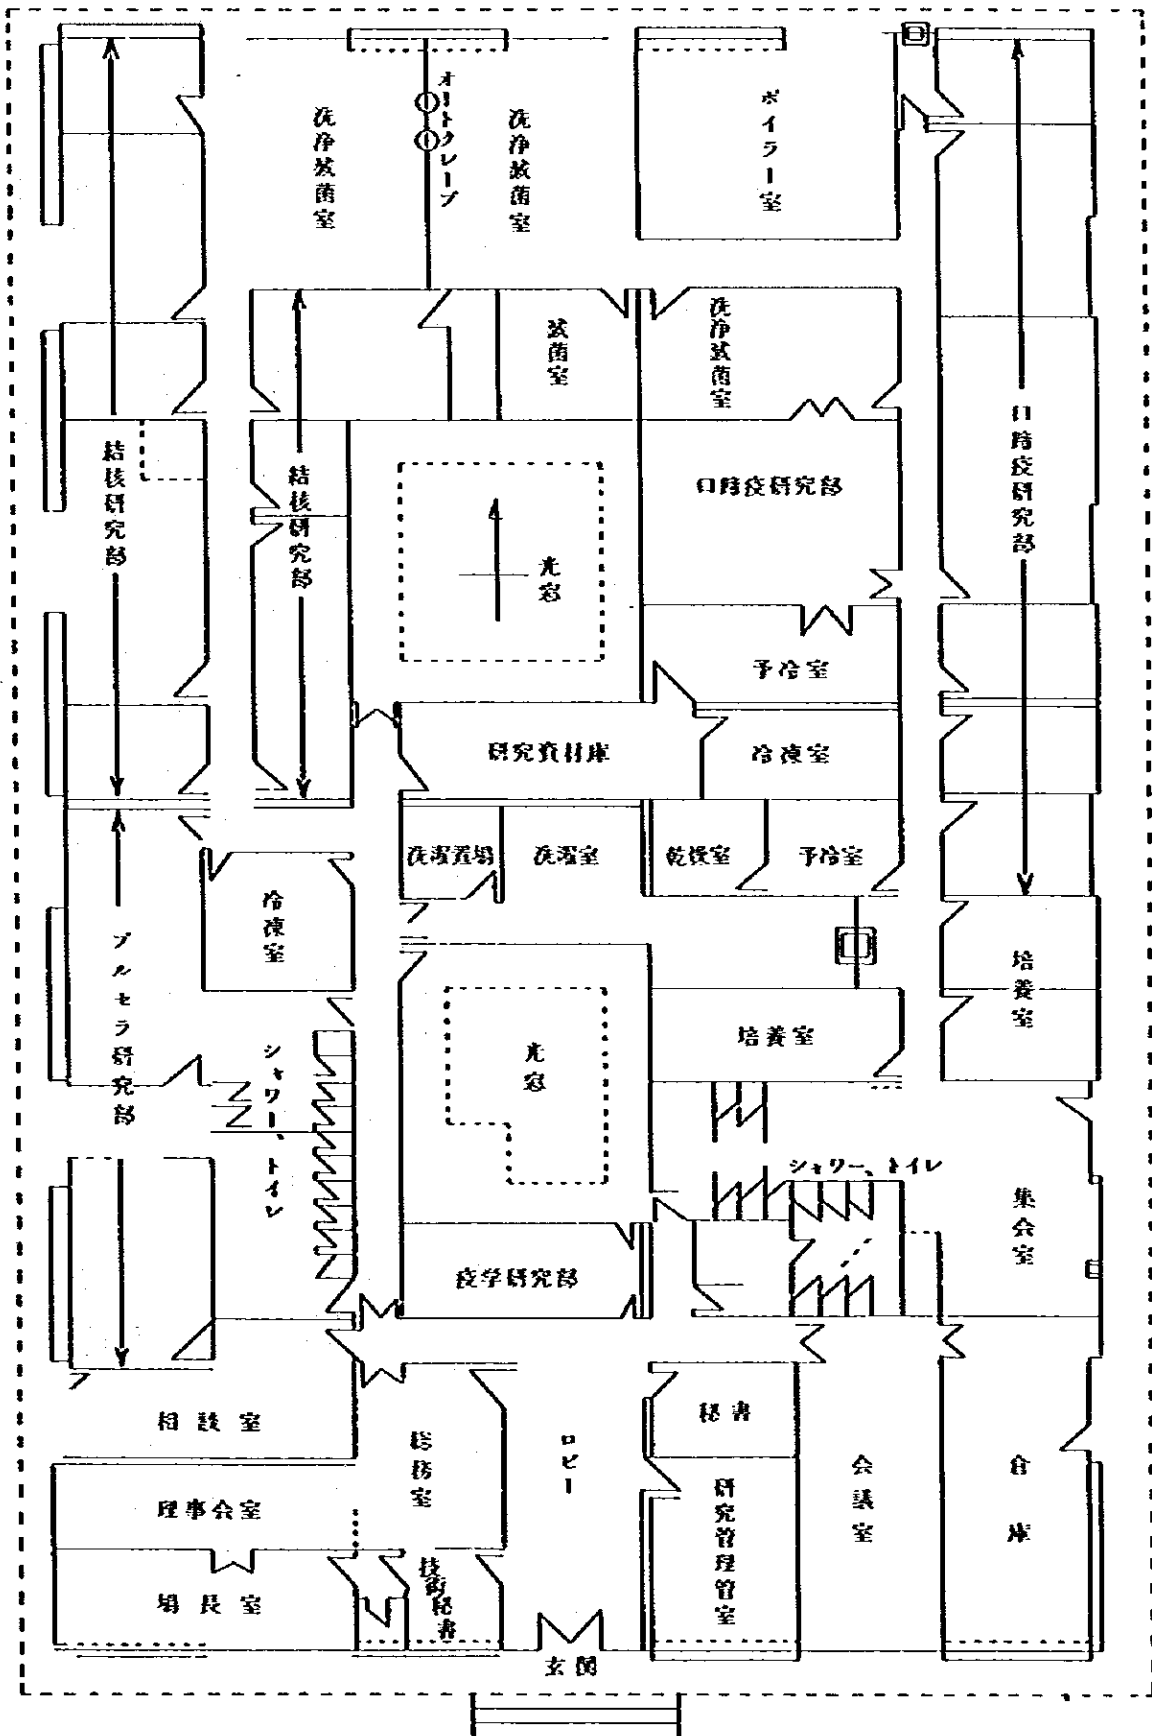 洗浄滅菌室
オートクレーブ
洗浄滅菌室
ボイラー室
滅菌室
洗浄滅菌室
結核研究部
結核研究部
光窓
口蹄疫研究部
口蹄疫研究部
予冷室
研究資材庫
冷凍室
洗濯置場
洗濯室
乾燥室
予冷室
冷凍室
ブルセラ研究部
培養室
光窓
培養室
シャワー、トイレ
シャワー、トイレ
集会室
疫学研究部
相談室
総務室
ロビー
秘書
会議室
倉庫
理事会室
研究管理管室
場長室
技術秘書
玄関